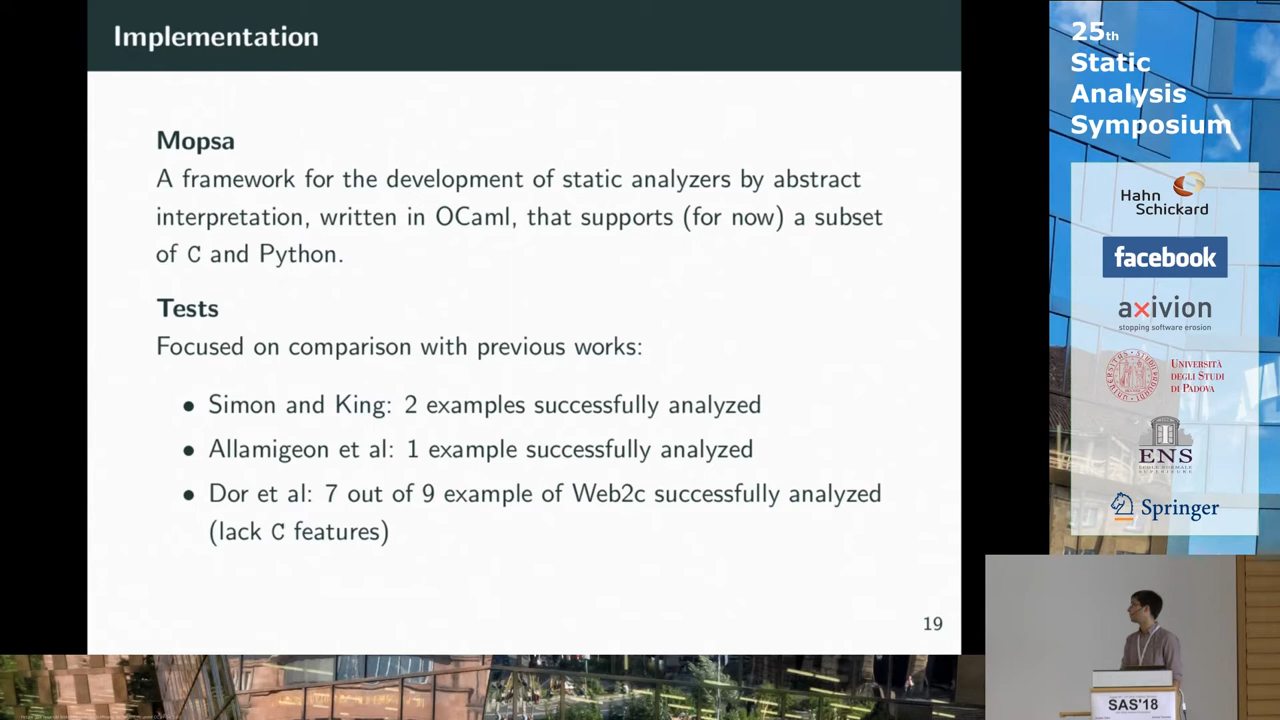 Implementation
Mopsa
A framework for the development of static analyzers by abstract
interpretation, written in OCaml, that supports (for now) a subset
of C and Python.
Tests
Focused on comparison with previous works:
• Simon and King: 2 examples successfully analyzed
• Allamigeon et al: 1 example successfully analyzed
• Dor et al: 7 out of 9 example of Web2c successfully analyzed
(lack C features)
19
25th
Static
Analysis
Symposium
Hahn
Schickard
facebook
axivion
stopping software erosion
UNIVERSITÀ
DEGLI STUDI
DI PADOVA
ENS
ÉCOLE NORMALE
SUPÉRIEURE
Springer
SAS'18